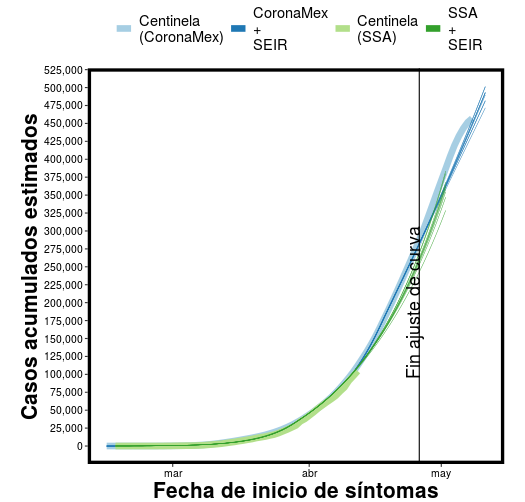 Centinela
(CoronaMex)
CoronaMex
+
SEIR
Centinela
(SSA)
SSA
+
SEIR
Casos acumulados estimados
525,000
500,000
475,000
450,000
425,000
400,000
375,000
350,000
325,000
300,000
275,000
250,000
225,000
200,000
175,000
150,000
125,000
100,000
75,000
50,000
25,000
0
Fin ajuste de curva
mar
abr
may
Fecha de inicio de síntomas